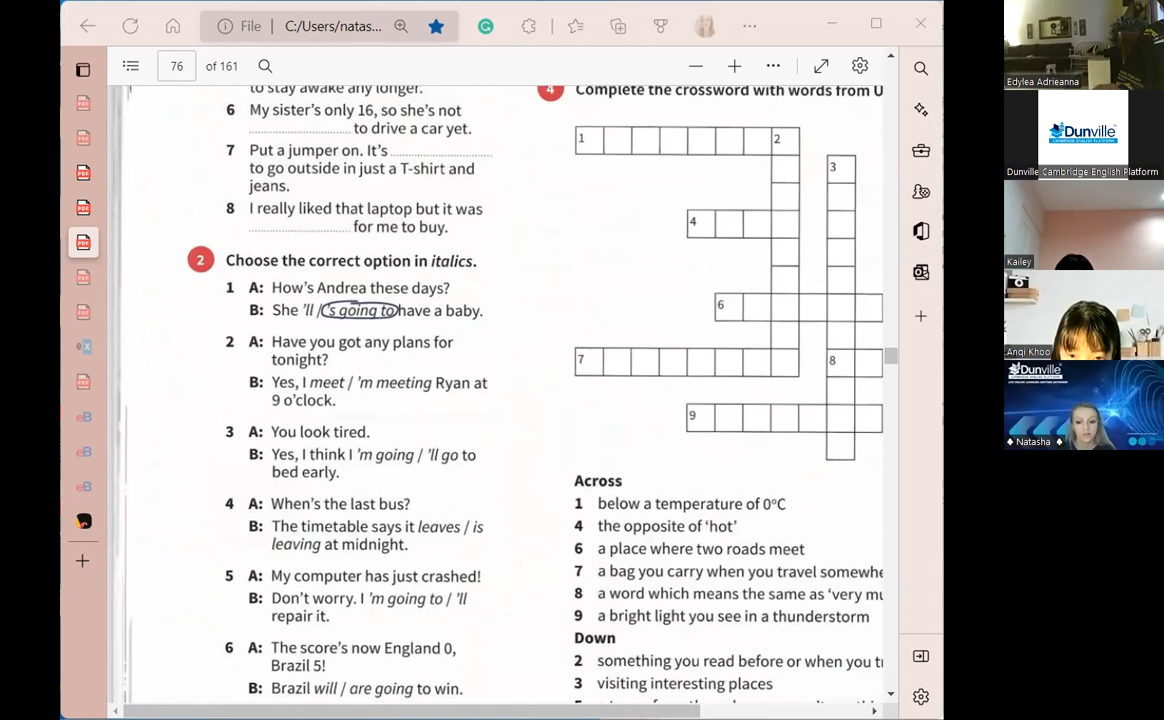 File
C:/Users/natas...
76
of 161
to stay awake any longer.
6 My sister's only 16, so she's not
.............................. to drive a car yet.
7 Put a jumper on. It's ..............................
to go outside in just a T-shirt and
jeans.
8 I really liked that laptop but it was
.............................. for me to buy.
2 Choose the correct option in italics.
1 A: How's Andrea these days?
B: She 'll / 's going to have a baby.
2 A: Have you got any plans for
tonight?
B: Yes, I meet / 'm meeting Ryan at
9 o'clock.
3 A: You look tired.
B: Yes, I think I 'm going / 'll go to
bed early.
4 A: When's the last bus?
B: The timetable says it leaves / is
leaving at midnight.
5 A: My computer has just crashed!
B: Don't worry. I 'm going to / 'll
repair it.
6 A: The score's now England 0,
Brazil 5!
B: Brazil will / are going to win.
4 Complete the crossword with words from U
1
2
3
4
6
7
8
9
Across
1 below a temperature of 0°C
4 the opposite of 'hot'
6 a place where two roads meet
7 a bag you carry when you travel somewhe
8 a word which means the same as 'very mu
9 a bright light you see in a thunderstorm
Down
2 something you read before or when you tr
3 visiting interesting places
Edylea Adrieanna
Dunville
CAMBRIDGE ENGLISH PLATFORM
Dunville Cambridge English Platform
Kailey
Anqi Khoo
Dunville
Natasha